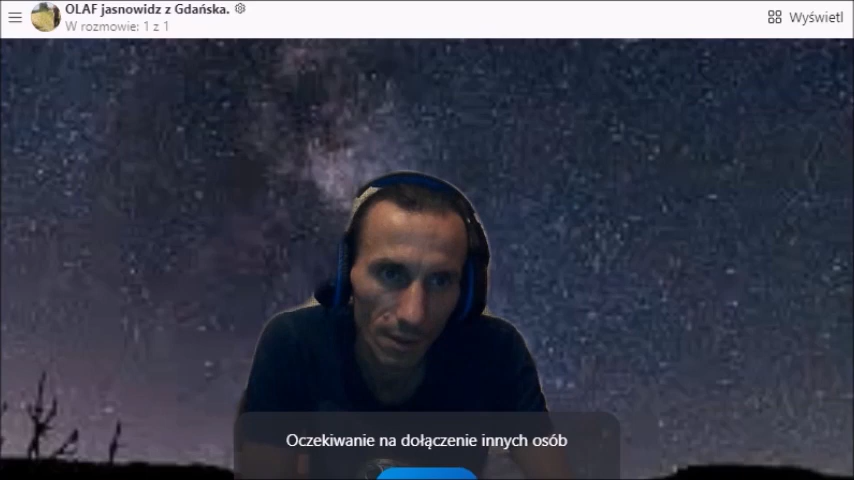 OLAF jasnowidz z Gdańska.
W rozmowie: 1 z 1
Wyświetl
Oczekiwanie na dołączenie innych osób